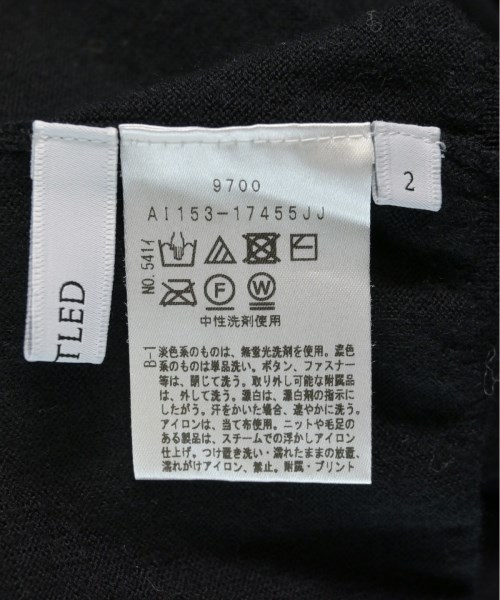 TLED
2
9700
AI153-17455JJ
NO.541イ
F
W
中性洗剤使用
B-1
淡色系のものは、無蛍光洗剤を使用。濃色
系のものは単品洗い。ボタン、ファスナー
等は、閉じて洗う。取り外し可能な附属品
は、外して洗う。漂白は、漂白剤の指示に
したがう。汗をかいた場合、速やかに洗う。
アイロンは、当て布使用。ニットや毛足の
ある製品は、スチームでの浮かしアイロン
仕上げ。つけ置き洗い・濡れたままの放置、
濡れがけアイロン、禁止。附属・プリント